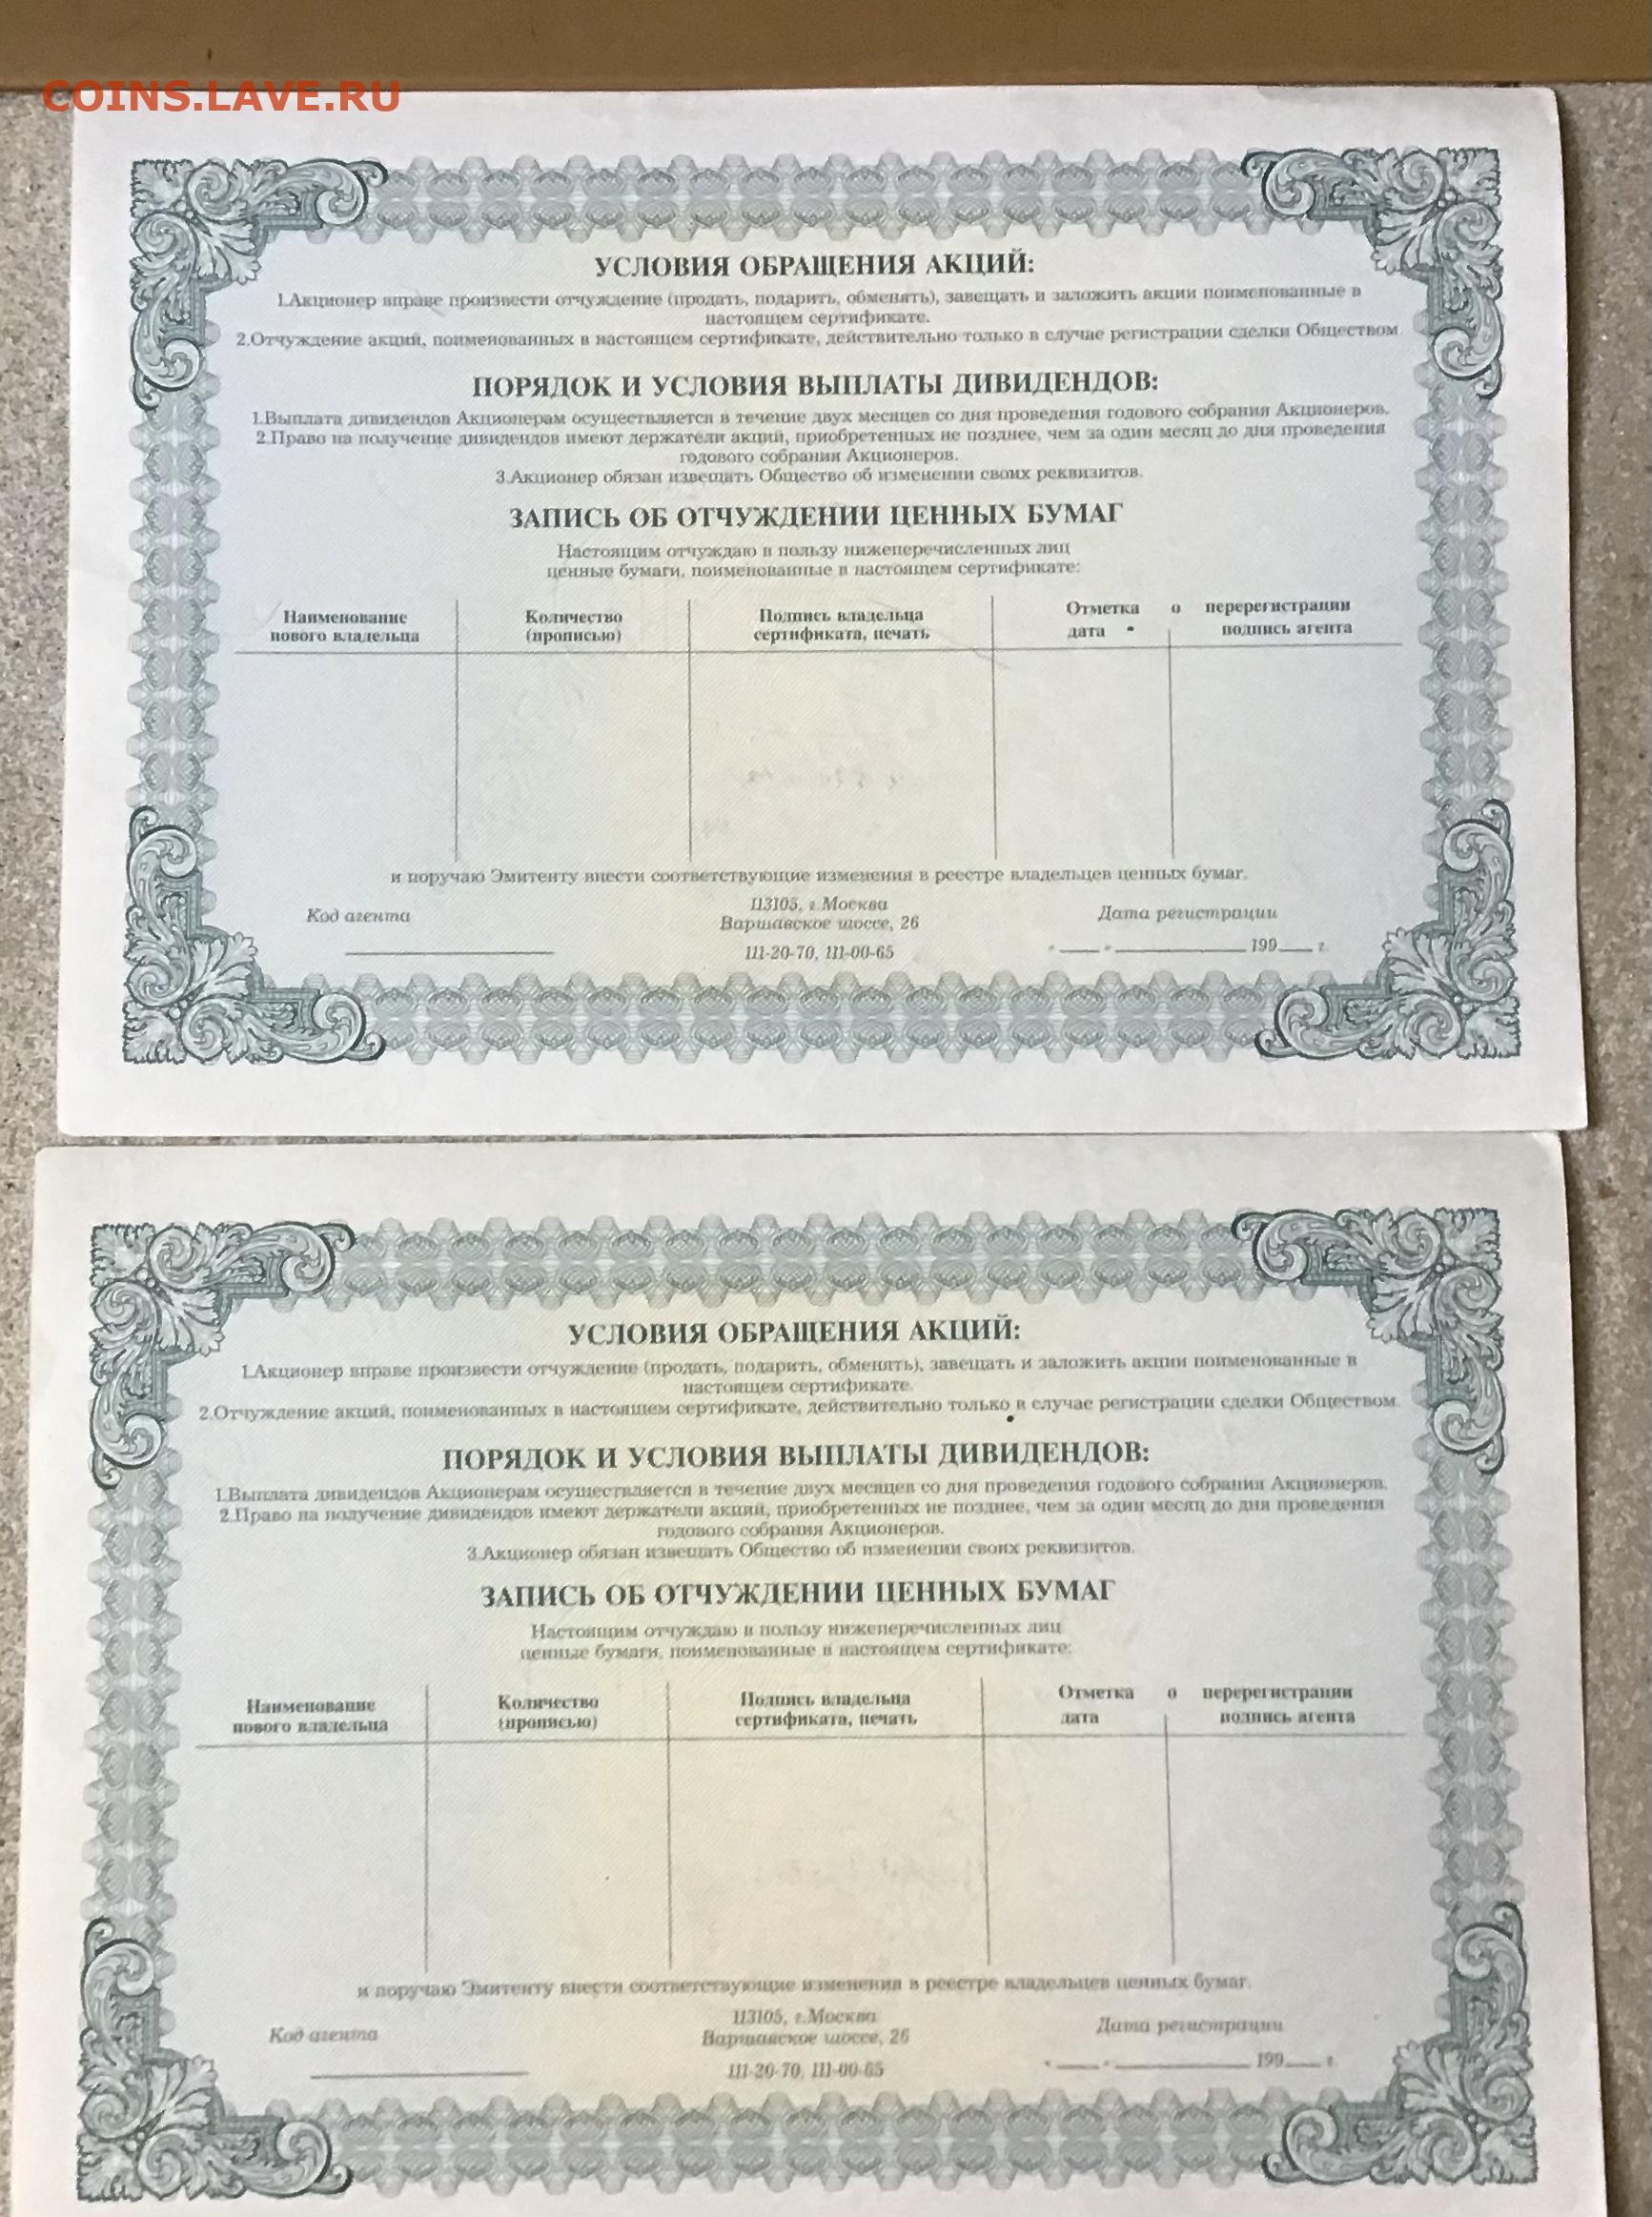 COINS.LAVE.RU
УСЛОВИЯ ОБРАЩЕНИЯ АКЦИЙ:
1.Акционер вправе произвести отчуждение (продать, подарить, обменять), завещать и заложить акции поименованные в
настоящем сертификате.
2.Отчуждение акций, поименованных в настоящем сертификате, действительно только в случае регистрации сделки Обществом
ПОРЯДОК И УСЛОВИЯ ВЫПЛАТЫ ДИВИДЕНДОВ:
1.Выплата дивидендов Акционерам осуществляется в течение двух месяцев со дня проведения годового собрания Акционеров.
2.Право на получение дивидендов имеют держатели акций, приобретенных не позднее, чем за один месяц до дня проведения
годового собрания Акционеров.
3.Акционер обязан извещать Общество об изменении своих реквизитов.
ЗАПИСЬ ОБ ОТЧУЖДЕНИИ ЦЕННЫХ БУМАГ
Настоящим отчуждаю в пользу нижеперечисленных лиц
ценные бумаги, поименованные в настоящем сертификате:
Наименование Количество Подпись владельца Отметка о перерегистрации
нового владельца (прописью) сертификата, печать дата подпись агента
и поручаю Эмитенту внести соответствующие изменения в реестре владельцев ценных бумаг.
Код агента 113105, г.Москва Дата регистрации
Варшавское шоссе, 26
111-20-70, 111-00-65 199 г.
УСЛОВИЯ ОБРАЩЕНИЯ АКЦИЙ:
1.Акционер вправе произвести отчуждение (продать, подарить, обменять), завещать и заложить акции поименованные в
настоящем сертификате.
2.Отчуждение акций, поименованных в настоящем сертификате, действительно только в случае регистрации сделки Обществом
ПОРЯДОК И УСЛОВИЯ ВЫПЛАТЫ ДИВИДЕНДОВ:
1.Выплата дивидендов Акционерам осуществляется в течение двух месяцев со дня проведения годового собрания Акционеров.
2.Право на получение дивидендов имеют держатели акций, приобретенных не позднее, чем за один месяц до дня проведения
годового собрания Акционеров.
3.Акционер обязан извещать Общество об изменении своих реквизитов.
ЗАПИСЬ ОБ ОТЧУЖДЕНИИ ЦЕННЫХ БУМАГ
Настоящим отчуждаю в пользу нижеперечисленных лиц
ценные бумаги, поименованные в настоящем сертификате:
Наименование Количество Подпись владельца Отметка о перерегистрации
нового владельца (прописью) сертификата, печать дата подпись агента
и поручаю Эмитенту внести соответствующие изменения в реестре владельцев ценных бумаг.
Код агента 113105, г.Москва Дата регистрации
Варшавское шоссе, 26
111-20-70, 111-00-65 199 г.